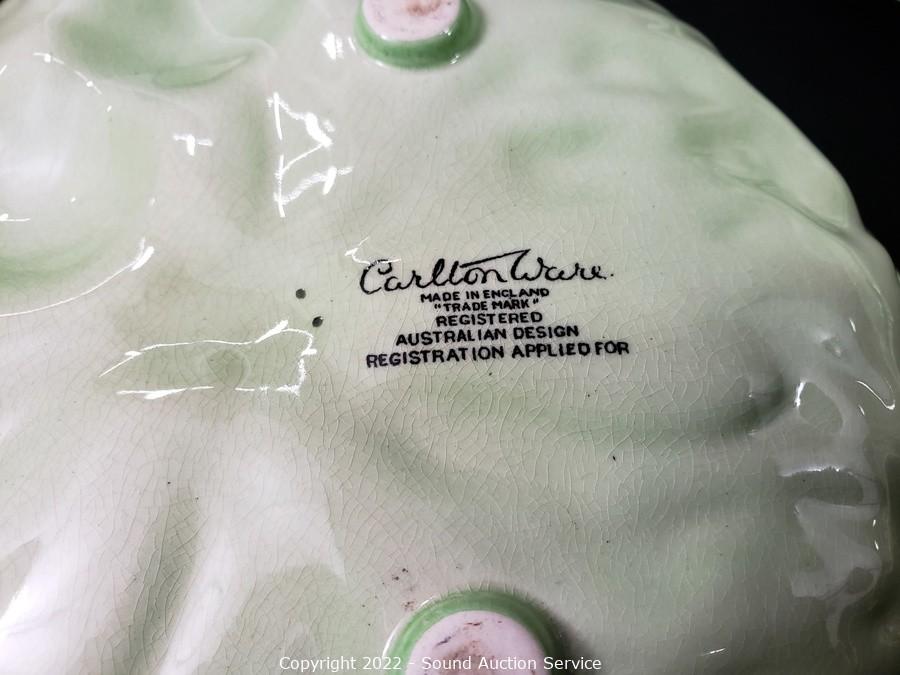 Carlton Ware.
MADE IN ENGLAND
"TRADE MARK"
REGISTERED
AUSTRALIAN DESIGN
REGISTRATION APPLIED FOR
Copyright 2022 - Sound Auction Service